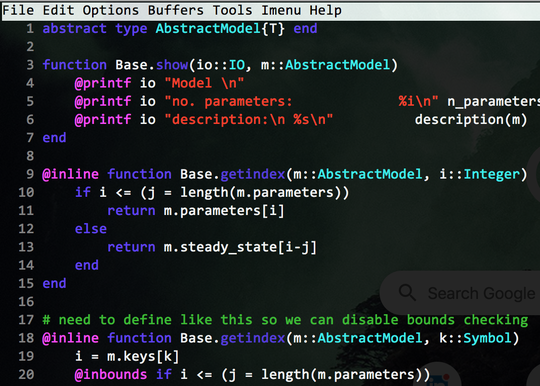 File Edit Options Buffers Tools Imenu Help
1 abstract type AbstractModel{T} end
2
3 function Base.show(io::IO, m::AbstractModel)
4     @printf io "Model \n"
5     @printf io "no. parameters:             %i\n" n_parameters
6     @printf io "description:\n %s\n"          description(m)
7 end
8
9 @inline function Base.getindex(m::AbstractModel, i::Integer)
10     if i <= (j = length(m.parameters))
11         return m.parameters[i]
12     else
13         return m.steady_state[i-j]
14     end
15 end
16
Search Google
17 # need to define like this so we can disable bounds checking
18 @inline function Base.getindex(m::AbstractModel, k::Symbol)
19     i = m.keys[k]
20     @inbounds if i <= (j = length(m.parameters))